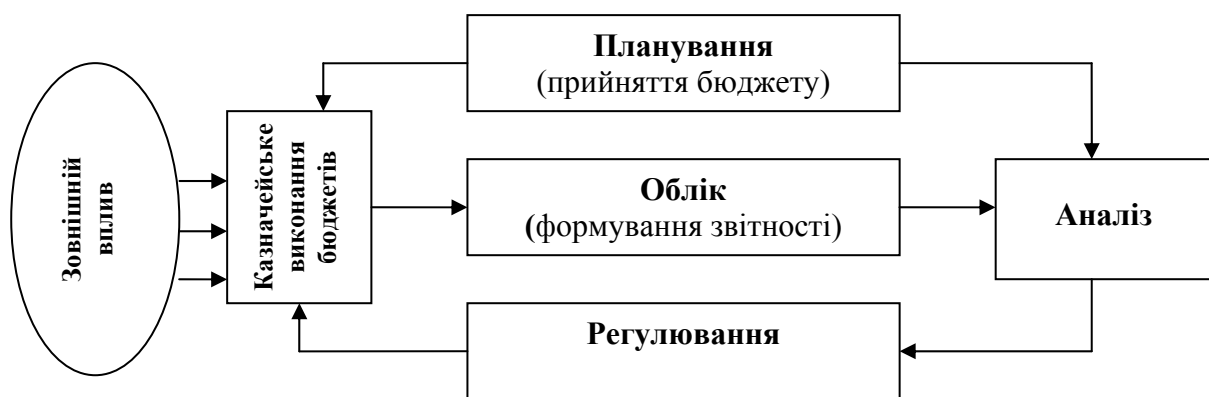 Планування
(прийняття бюджету)
Зовнішній
вплив
Казначейське
виконання
бюджетів
Облік
(формування звітності)
Аналіз
Регулювання